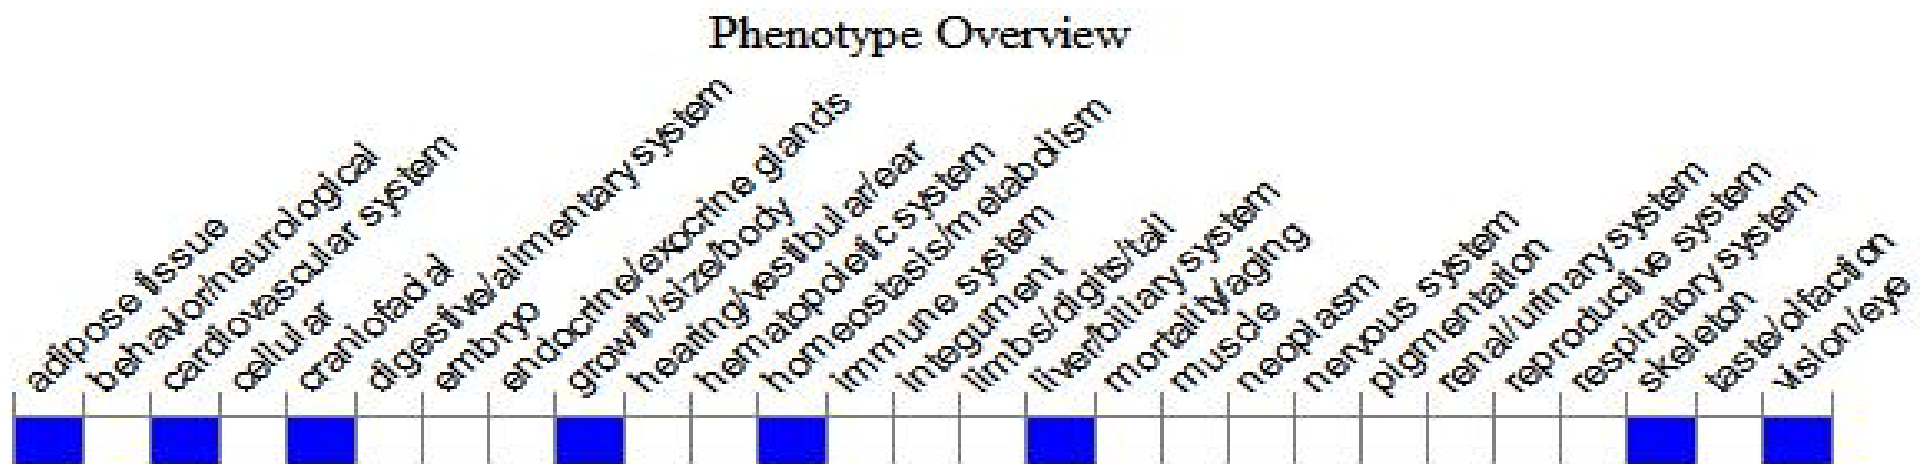 Phenotype Overview
adipose tissue
behavior/neurological
cardiovascular system
cellular
craniofacial
digestive/alimentary system
embryo
endocrine/exocrine glands
growth/size/body
hearing/vestibular/ear
hematopoietic system
homeostasis/metabolism
immune system
integument
limbs/digits/tail
liver/biliary system
mortality/aging
muscle
neoplasm
nervous system
pigmentation
renal/urinary system
reproductive system
respiratory system
skeleton
taste/olfaction
vision/eye